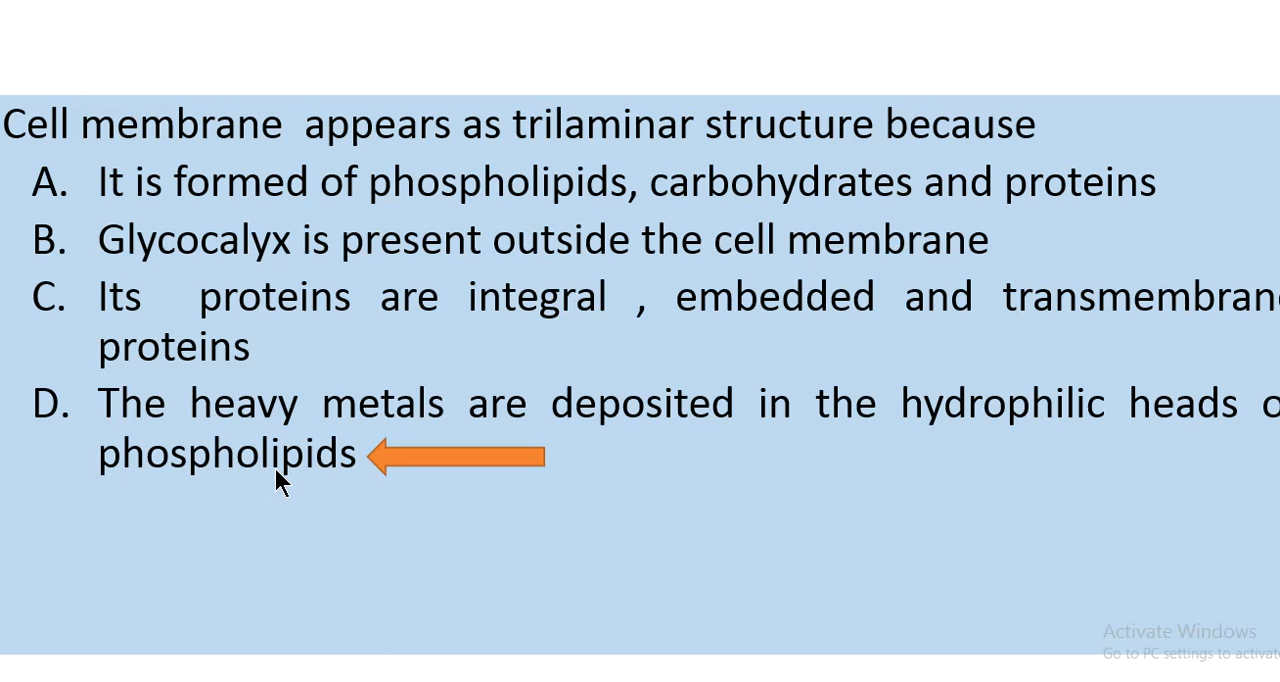 Cell membrane appears as trilaminar structure because
A. It is formed of phospholipids, carbohydrates and proteins
B. Glycocalyx is present outside the cell membrane
C. Its proteins are integral , embedded and transmembrane
proteins
D. The heavy metals are deposited in the hydrophilic heads o
phospholipids
Activate Windows
Go to PC settings to activat